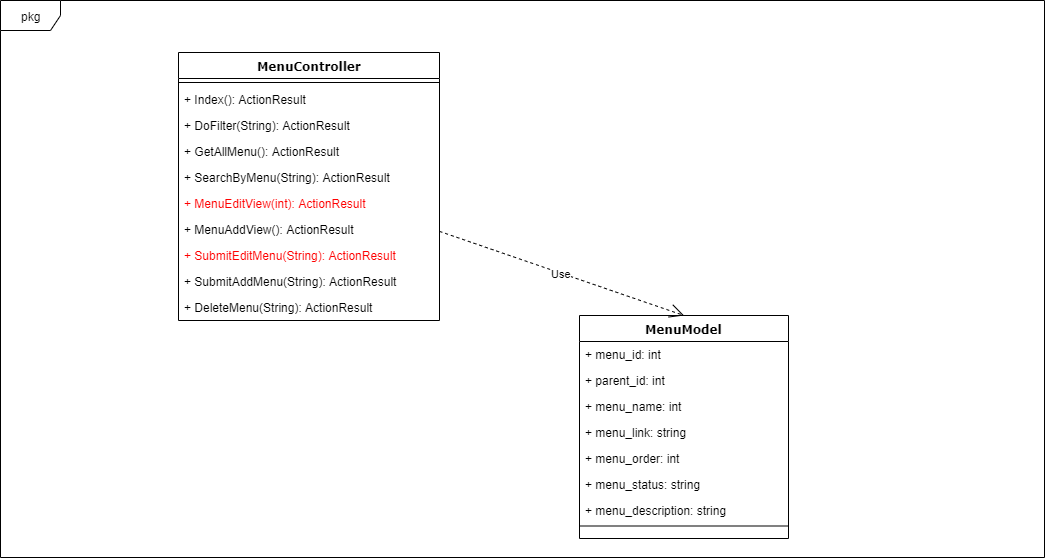 pkg
MenuController
+ Index(): ActionResult
+ DoFilter(String): ActionResult
+ GetAllMenu(): ActionResult
+ SearchByMenu(String): ActionResult
+ MenuEditView(int): ActionResult
+ MenuAddView(): ActionResult
+ SubmitEditMenu(String): ActionResult
+ SubmitAddMenu(String): ActionResult
+ DeleteMenu(String): ActionResult
Use
MenuModel
+ menu_id: int
+ parent_id: int
+ menu_name: int
+ menu_link: string
+ menu_order: int
+ menu_status: string
+ menu_description: string